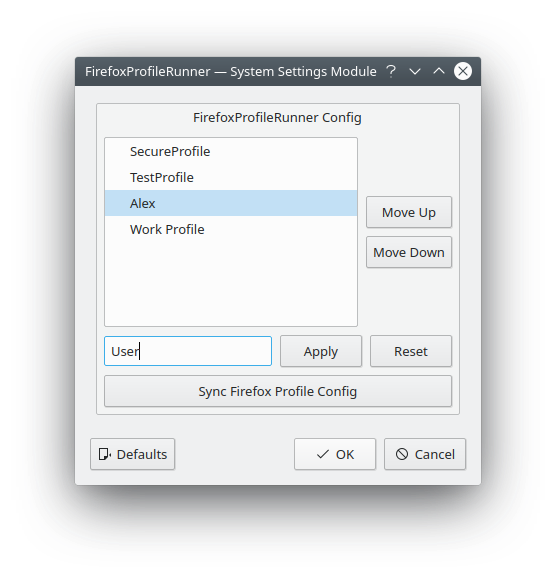 FirefoxProfileRunner — System Settings Module ?
FirefoxProfileRunner Config
SecureProfile
TestProfile
Alex
Work Profile
Move Up
Move Down
User
Apply
Reset
Sync Firefox Profile Config
Defaults
OK
Cancel